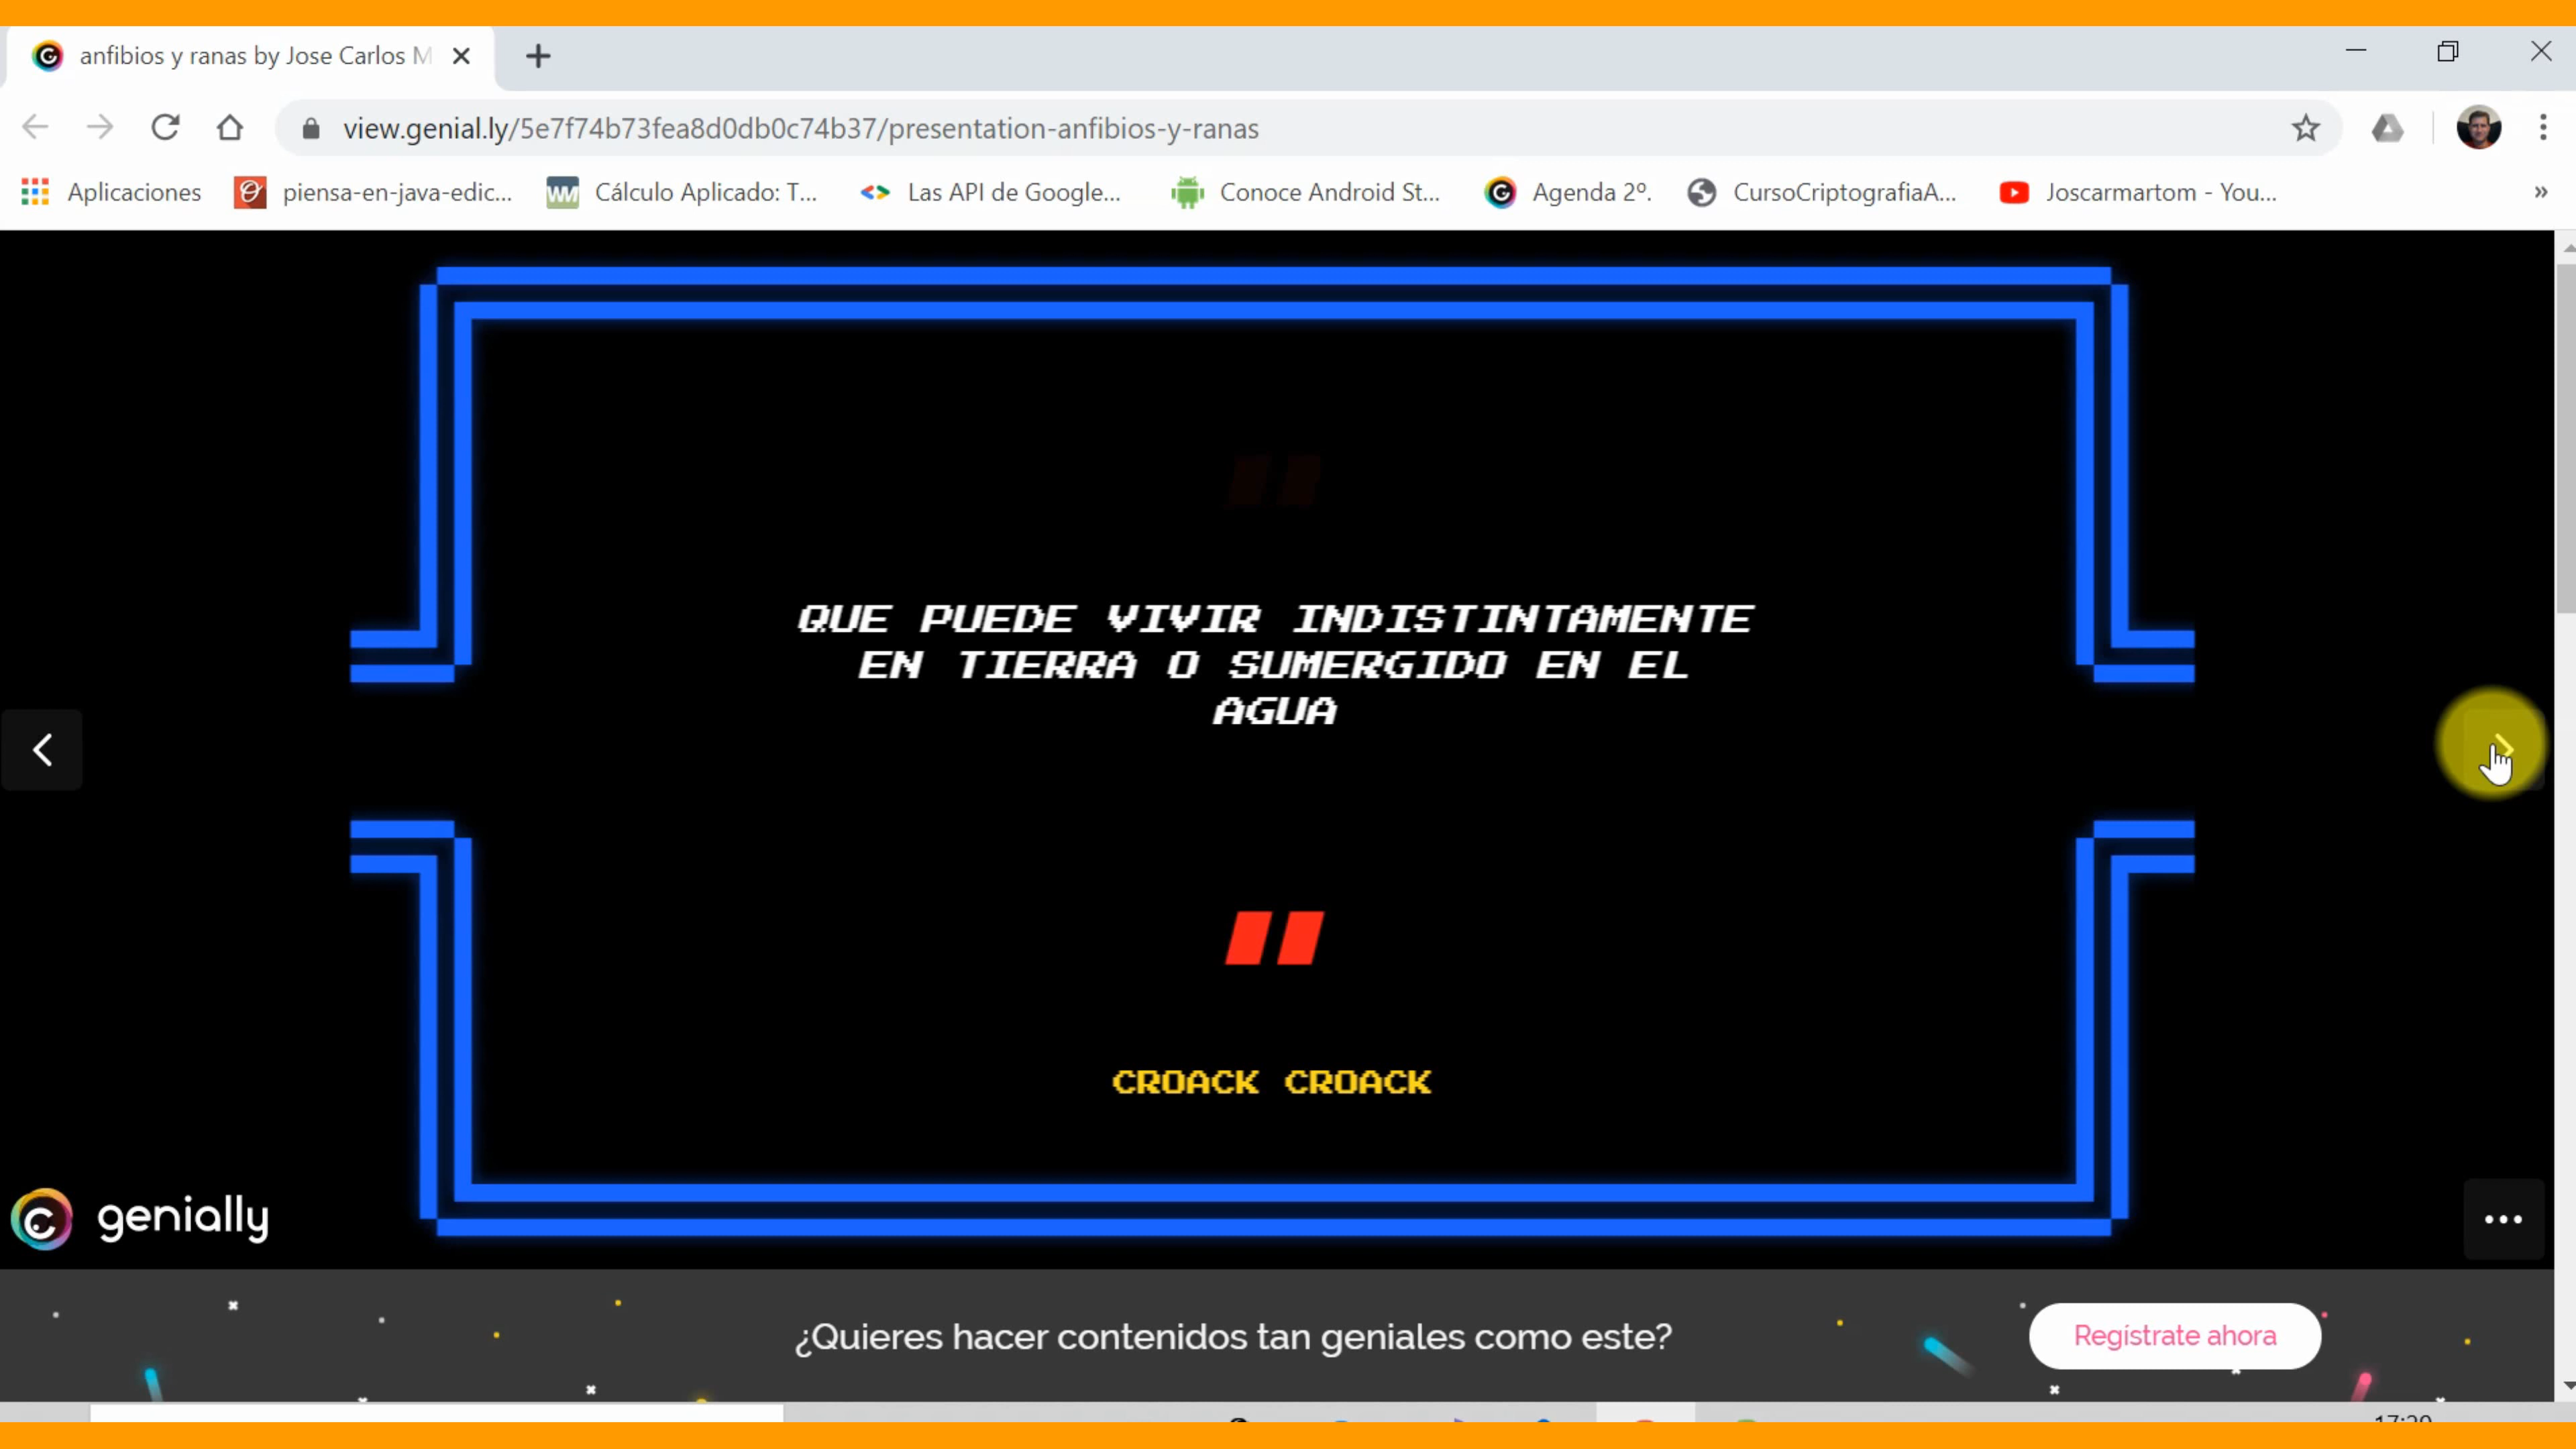 anfibios y ranas by Jose Carlos M
view.genial.ly/5e7f74b73fea8d0db0c74b37/presentation-anfibios-y-ranas
Aplicaciones
piensa-en-java-edic...
Cálculo Aplicado: T...
Las API de Google...
Conoce Android St...
Agenda 2º.
CursoCriptografiaA...
Joscarmartom - You...
"
QUE PUEDE VIVIR INDISTINTAMENTE
EN TIERRA O SUMERGIDO EN EL
AGUA
"
CROACK CROACK
genially
¿Quieres hacer contenidos tan geniales como este?
Regístrate ahora